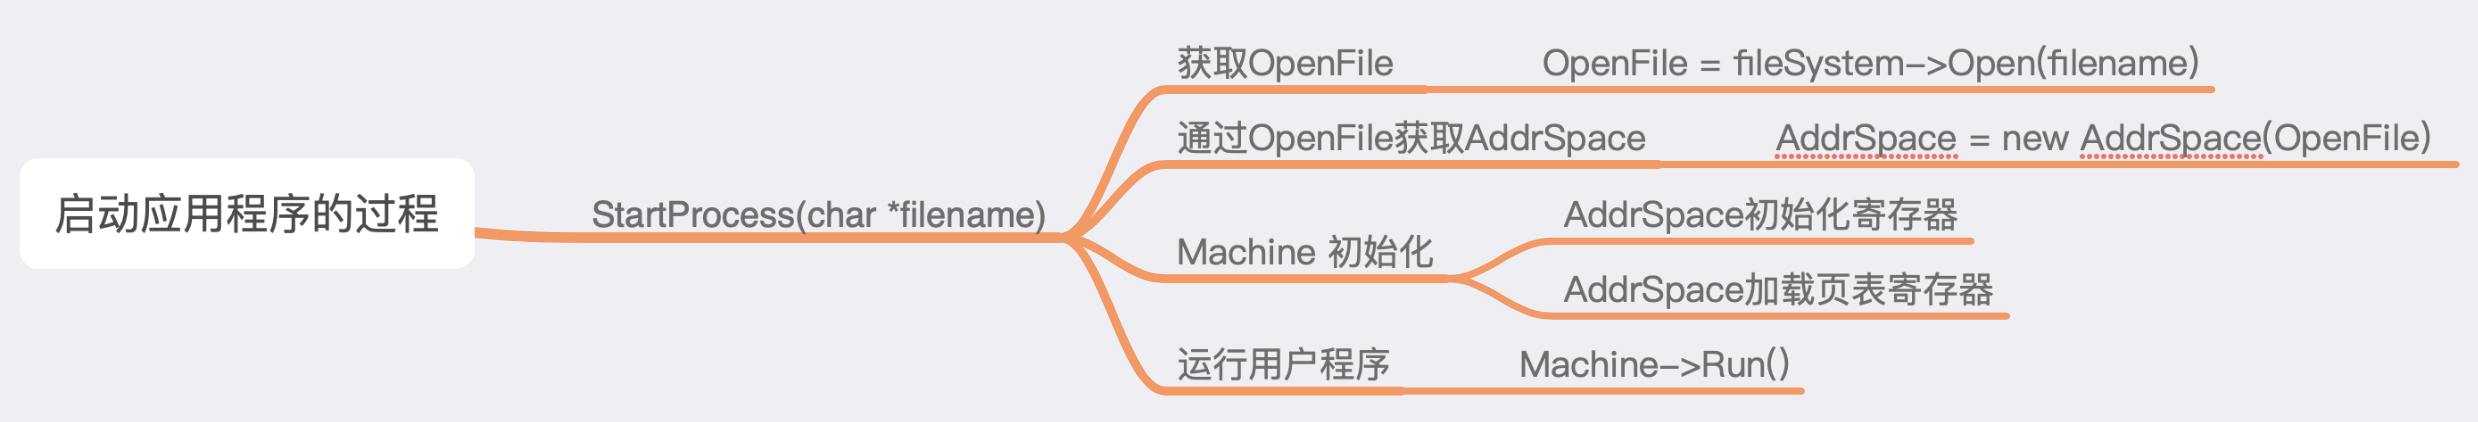 启动应用程序的过程
StartProcess(char *filename)
获取OpenFile
OpenFile = fileSystem->Open(filename)
通过OpenFile获取AddrSpace
AddrSpace = new AddrSpace(OpenFile)
Machine 初始化
AddrSpace初始化寄存器
AddrSpace加载页表寄存器
运行用户程序
Machine->Run()